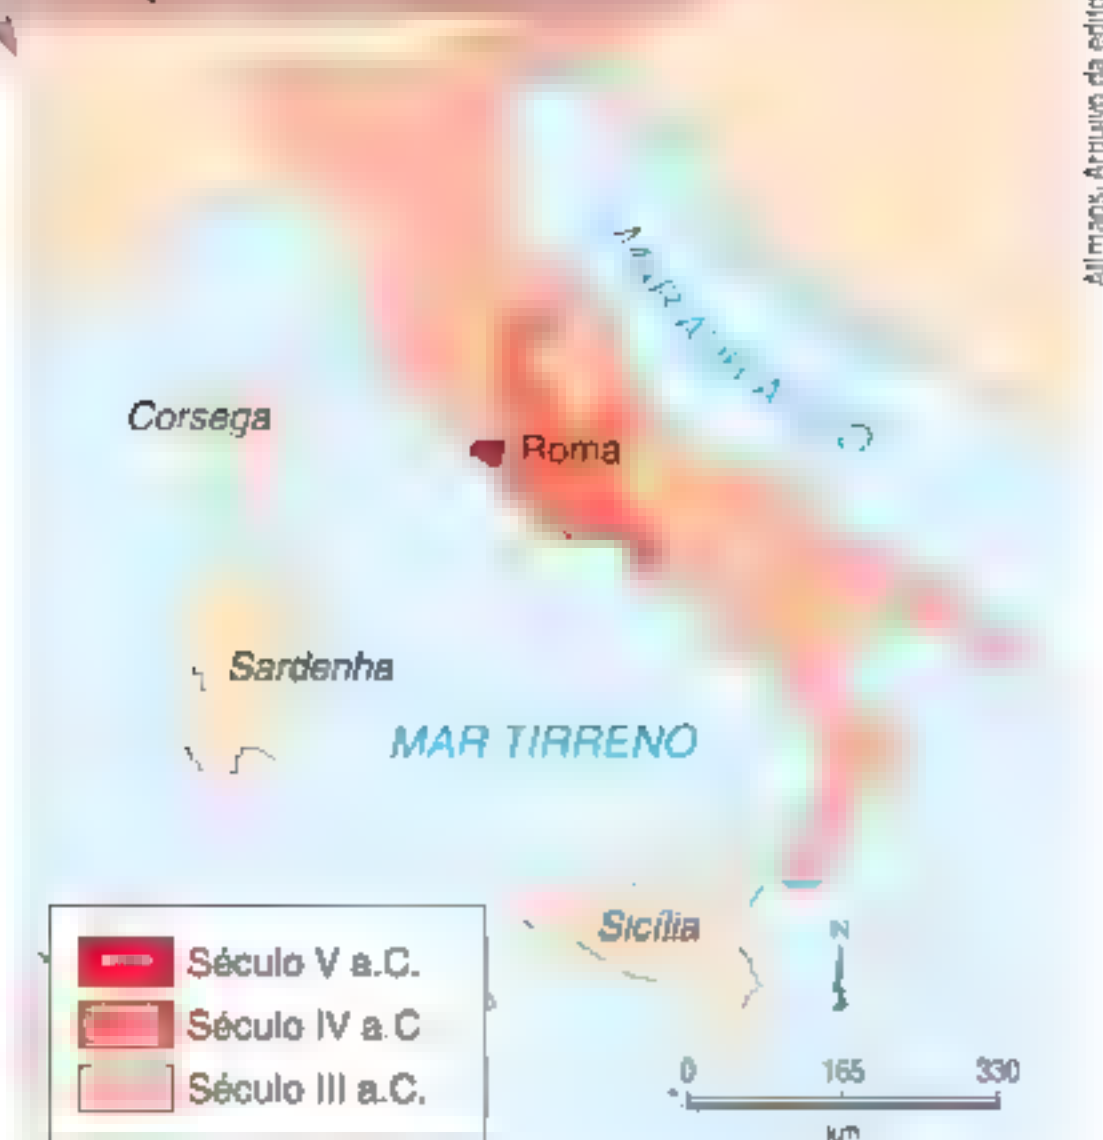 Corsega
Roma
Sardenha
MAR TIRRENO
Sicília
N
Século V a.C.
Século IV a.C
Século III a.C.
0 165 330
km